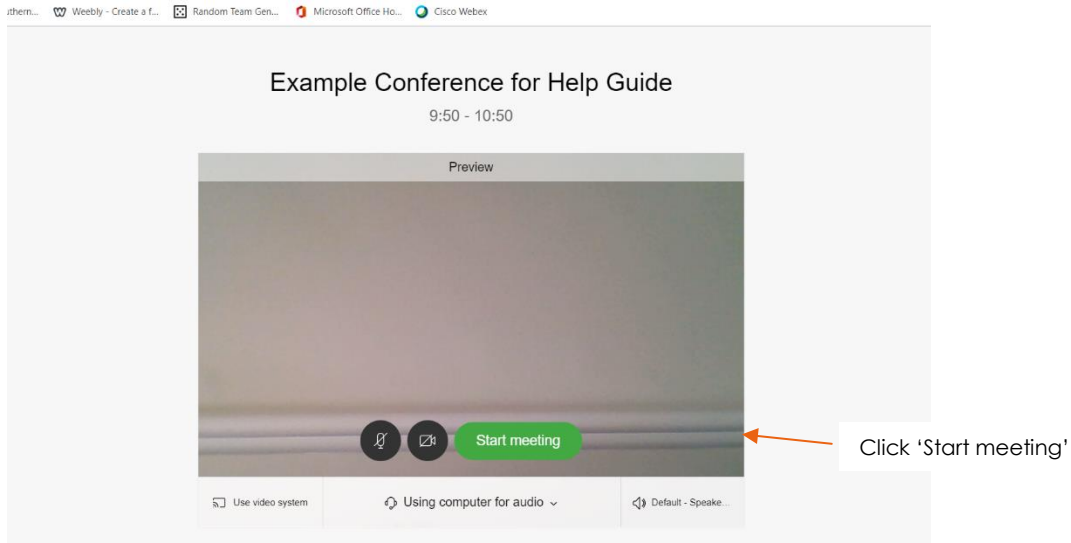 uthern... Weebly - Create a f... Random Team Gen... Microsoft Office Ho... Cisco Webex
Example Conference for Help Guide
9:50 - 10:50
Preview
Start meeting
Click ‘Start meeting’
Use video system Using computer for audio Default - Speake...